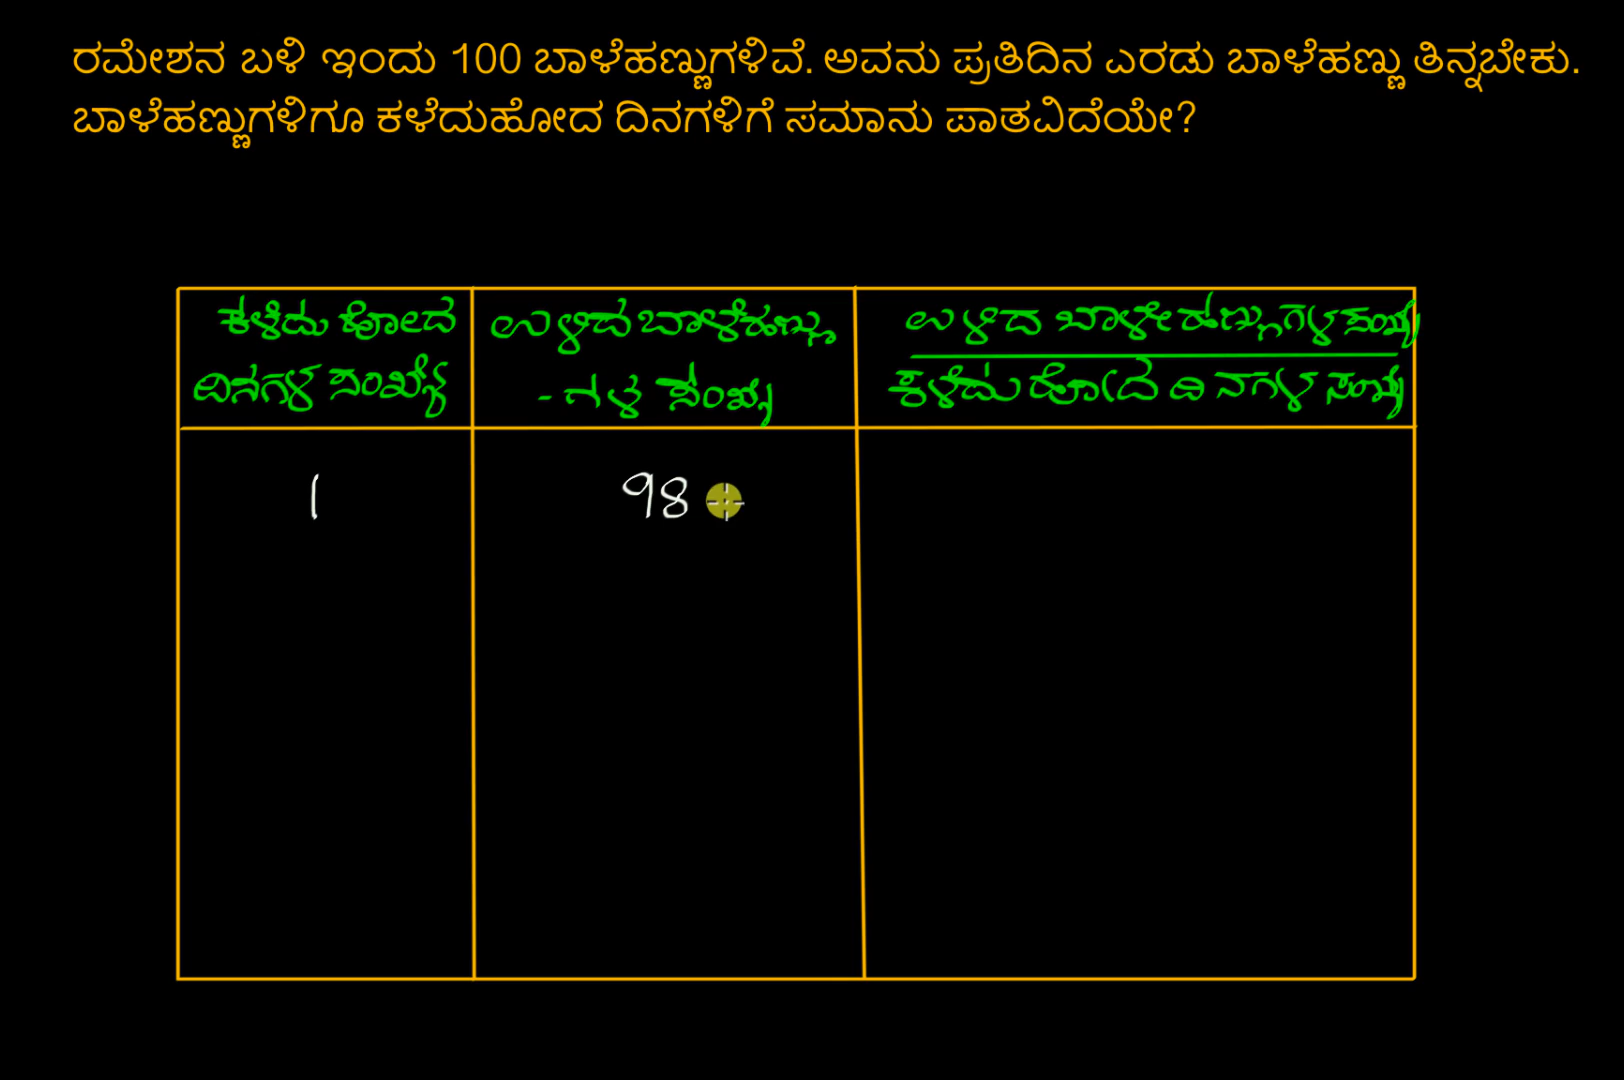 ರಮೇಶನ ಬಳಿ ಇಂದು 100 ಬಾಳೆಹಣ್ಣುಗಳಿವೆ. ಅವನು ಪ್ರತಿದಿನ ಎರಡು ಬಾಳೆಹಣ್ಣು ತಿನ್ನಬೇಕು.
ಬಾಳೆಹಣ್ಣುಗಳಿಗೂ ಕಳೆದುಹೋದ ದಿನಗಳಿಗೆ ಸಮಾನು ಪಾತವಿದೆಯೇ?
ಕಳೆದು ಹೋದ
ದಿನಗಳ ಸಂಖ್ಯೆ
ಉಳಿದ ಬಾಳೆಹಣ್ಣು
-ಗಳ ಸಂಖ್ಯೆ
ಉಳಿದ ಬಾಳೇಹಣ್ಣುಗಳ ಸಂಖ್ಯೆ
ಕಳೆದು ಹೋದ ದಿನಗಳ ಸಂಖ್ಯೆ
1
98